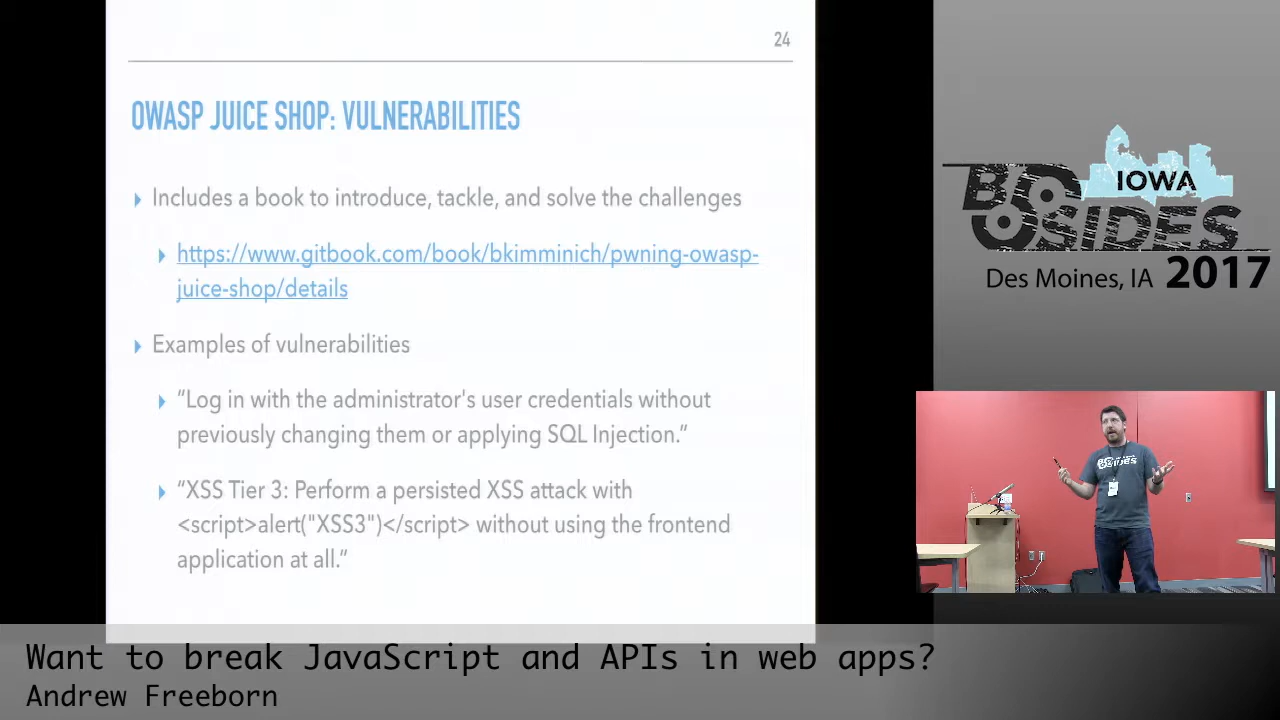 24
OWASP JUICE SHOP: VULNERABILITIES
Includes a book to introduce, tackle, and solve the challenges
https://www.gitbook.com/book/bkimminich/pwning-owasp-
juice-shop/details
Examples of vulnerabilities
“Log in with the administrator's user credentials without
previously changing them or applying SQL Injection.”
“XSS Tier 3: Perform a persisted XSS attack with
<script>alert("XSS3")</script> without using the frontend
application at all.“
IOWA
BSIDES
Des Moines, IA 2017
BSIDES
Want to break JavaScript and APIs in web apps?
Andrew Freeborn